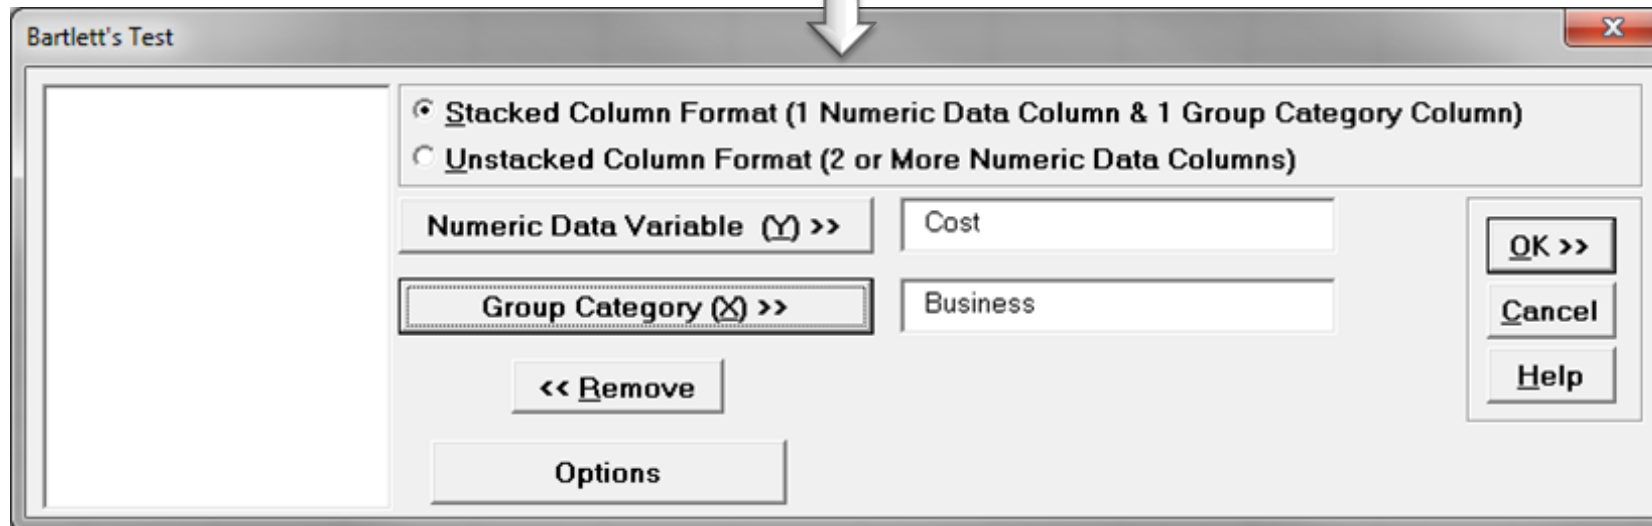 Bartlett's Test
x
Stacked Column Format (1 Numeric Data Column & 1 Group Category Column)
Unstacked Column Format (2 or More Numeric Data Columns)
Numeric Data Variable (Y) >>
Cost
OK >>
Group Category (X) >>
Business
Cancel
<< Remove
Help
Options